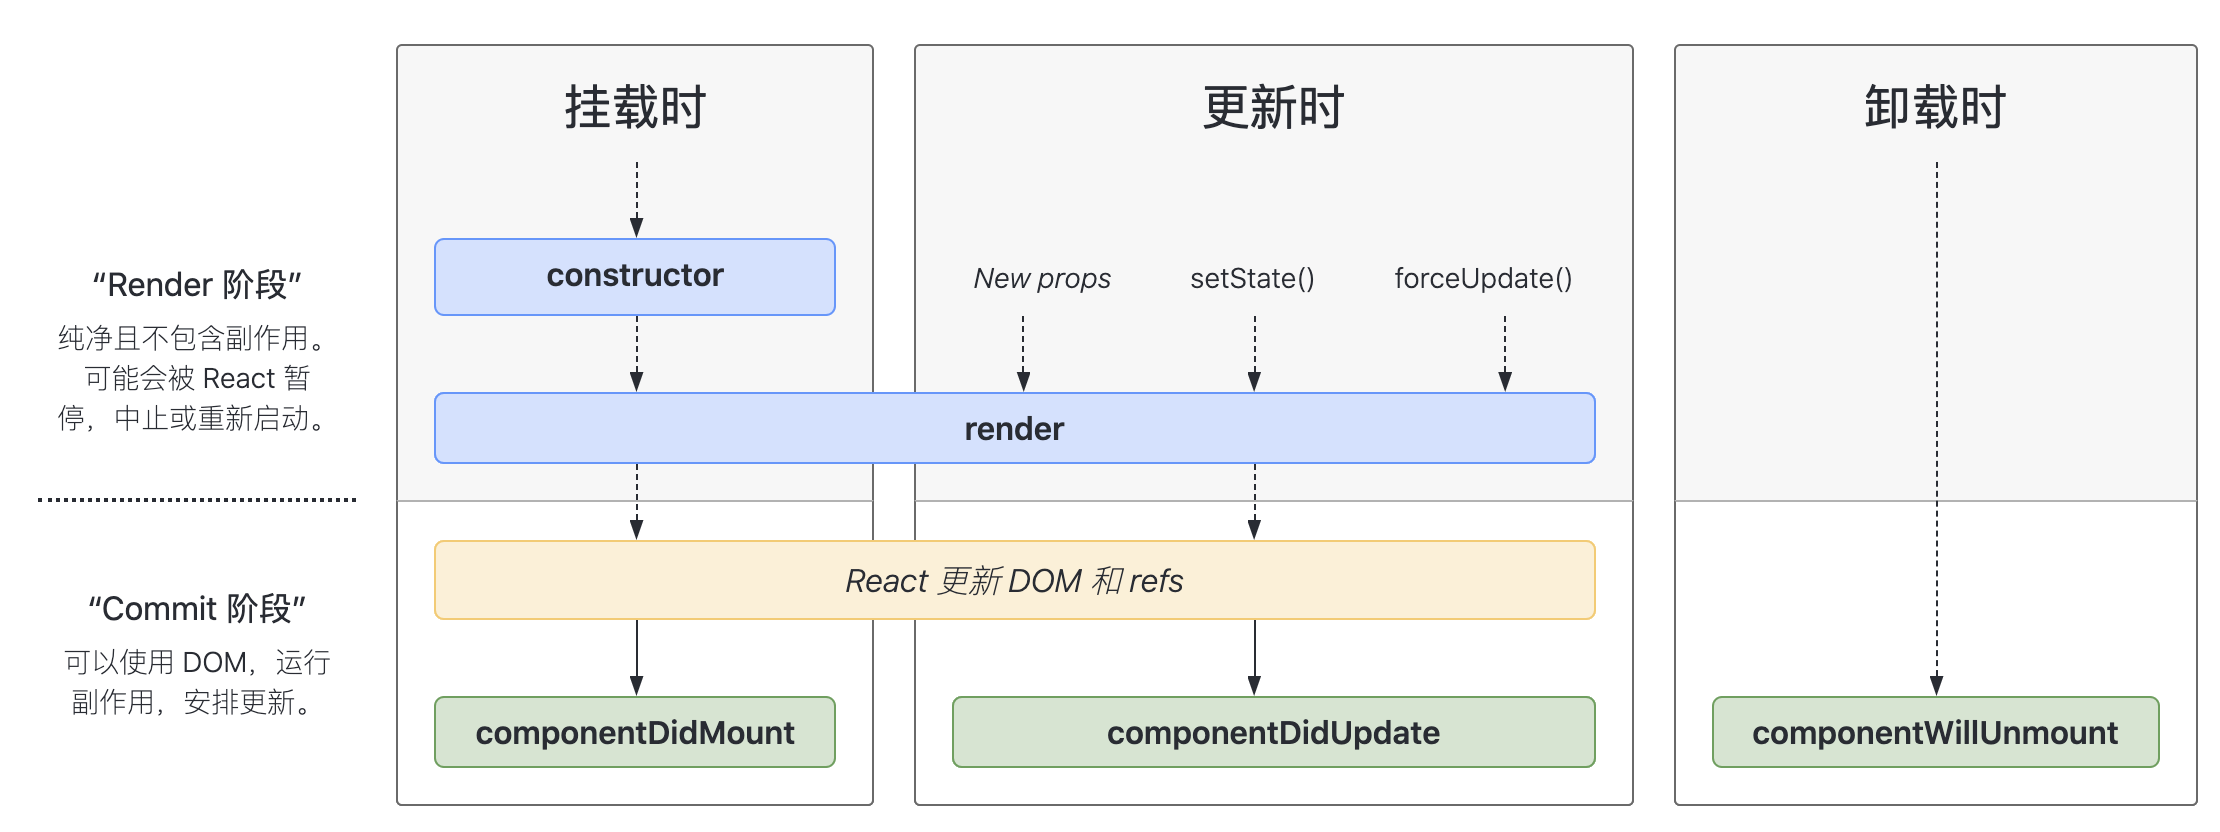 挂载时
更新时
卸载时
“Render 阶段”
纯净且不包含副作用。
可能会被 React 暂
停，中止或重新启动。
constructor
New props
setState()
forceUpdate()
render
“Commit 阶段”
可以使用 DOM，运行
副作用，安排更新。
React 更新 DOM 和 refs
componentDidMount
componentDidUpdate
componentWillUnmount